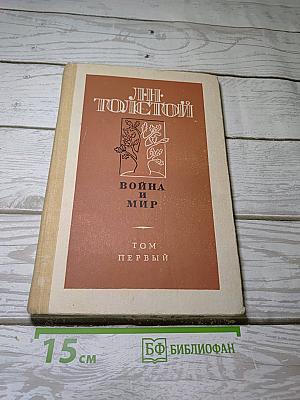 Л·Н·
ТОЛСТОЙ
ВОЙНА
И
МИР
ТОМ
ПЕРВЫЙ
15 см
БФ БИБЛИОФАН